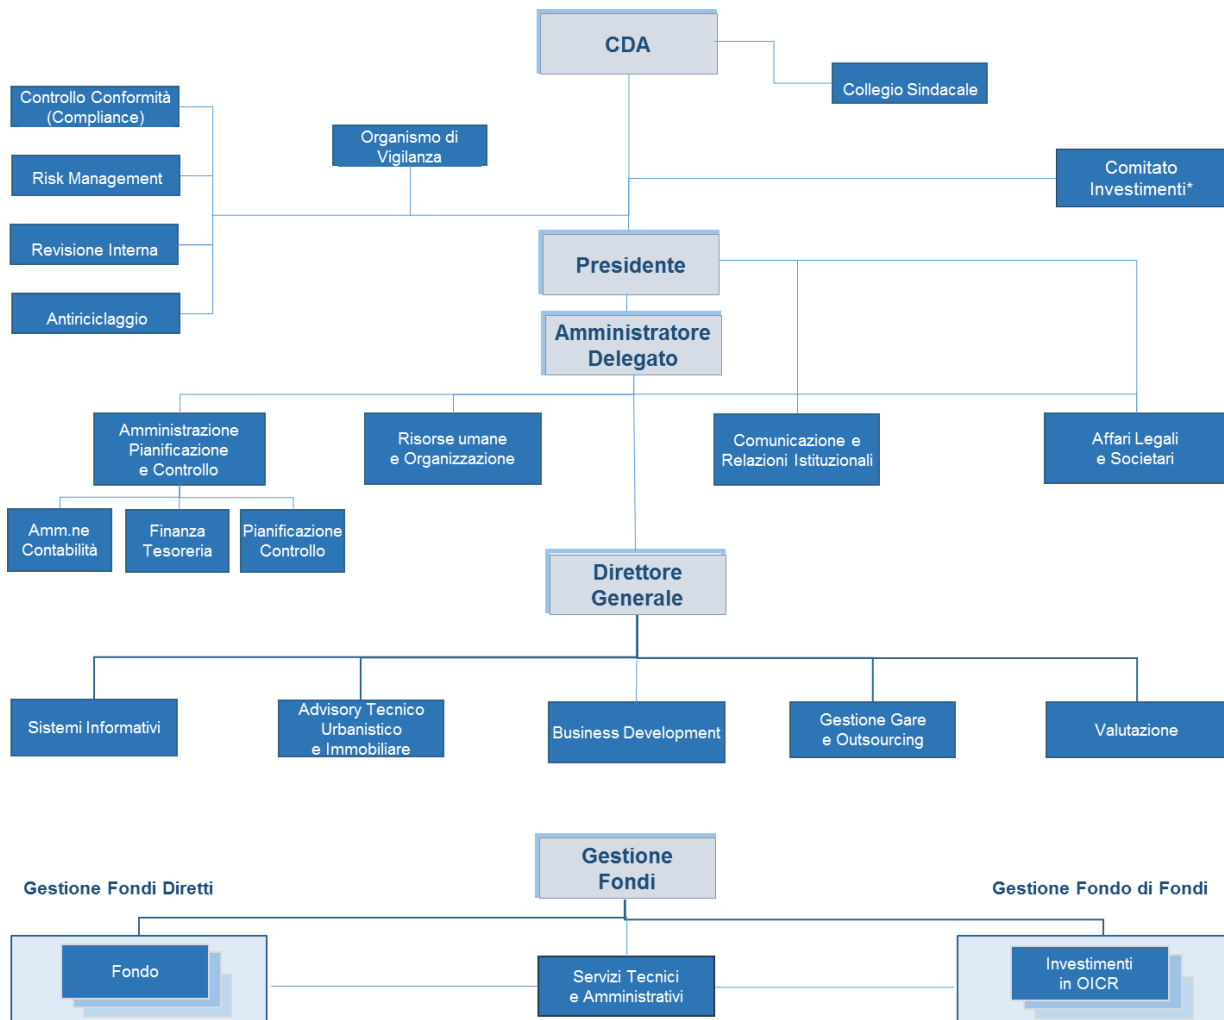 CDA
Collegio Sindacale
Controllo Conformità
(Compliance)
Organismo di
Vigilanza
Comitato
Investimenti*
Risk Management
Revisione Interna
Presidente
Antiriciclaggio
Amministratore
Delegato
Amministrazione
Pianificazione
e Controllo
Risorse umane
e Organizzazione
Comunicazione e
Relazioni Istituzionali
Affari Legali
e Societari
Amm.ne
Contabilità
Finanza
Tesoreria
Pianificazione
Controllo
Direttore
Generale
Sistemi Informativi
Advisory Tecnico
Urbanistico
e Immobiliare
Business Development
Gestione Gare
e Outsourcing
Valutazione
Gestione
Fondi
Gestione Fondi Diretti
Gestione Fondo di Fondi
Fondo
Servizi Tecnici
e Amministrativi
Investimenti
in OICR